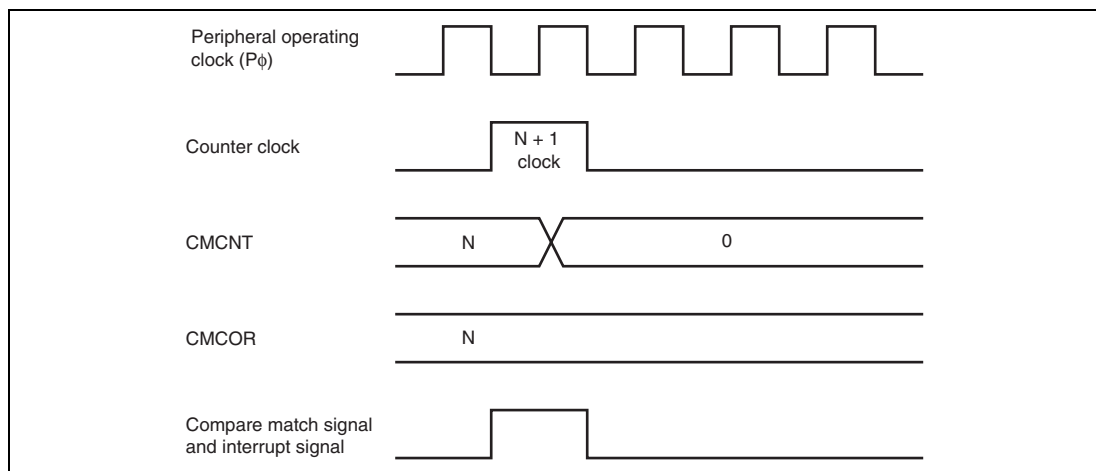 Peripheral operating
clock (Pϕ)
Counter clock
N + 1
clock
CMCNT
N
0
CMCOR
N
Compare match signal
and interrupt signal